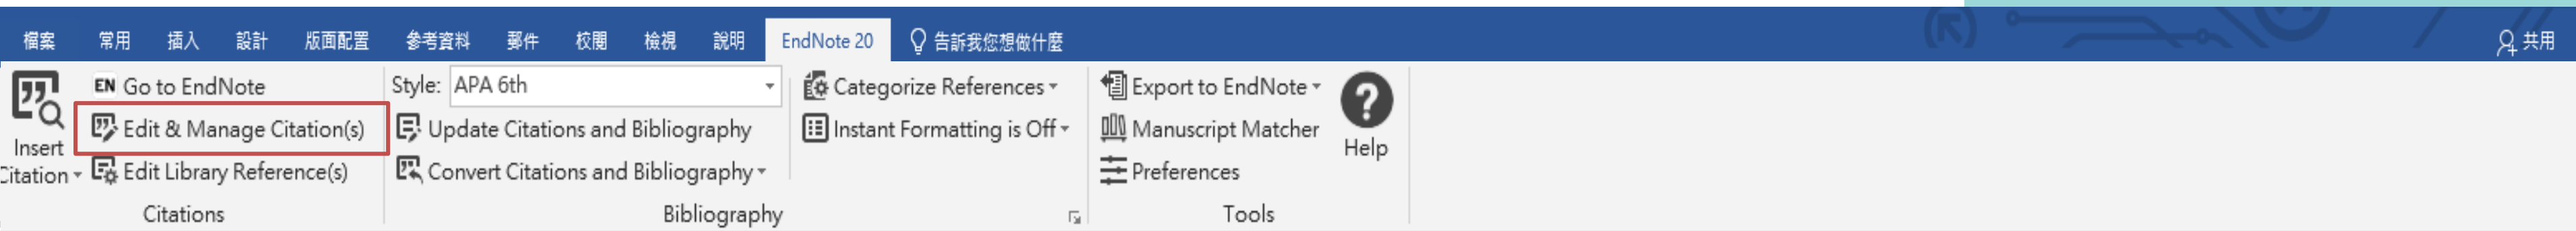 檔案 常用 插入 設計 版面配置 參考資料 郵件 校閱 檢視 說明 EndNote 20 告訴我您想做什麼 共用
Insert
Citation
EN Go to EndNote
Edit & Manage Citation(s)
Edit Library Reference(s)
Citations
Style: APA 6th
Update Citations and Bibliography
Convert Citations and Bibliography
Categorize References
Instant Formatting is Off
Bibliography
Export to EndNote
Manuscript Matcher
Preferences
Help
Tools